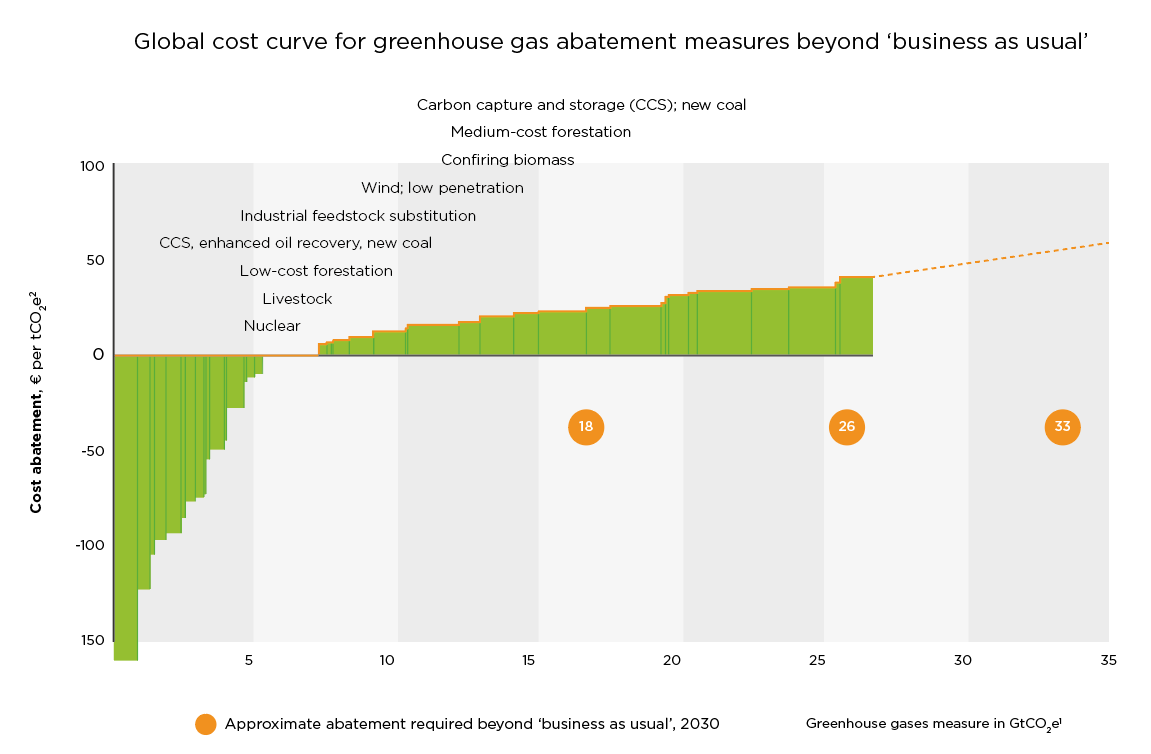 Global cost curve for greenhouse gas abatement measures beyond ‘business as usual’
Carbon capture and storage (CCS); new coal
Medium-cost forestation
Confiring biomass
Wind; low penetration
Industrial feedstock substitution
CCS, enhanced oil recovery, new coal
Low-cost forestation
Livestock
Nuclear
Cost abatement, € per tCO₂e²
100
50
0
-50
-100
150
18
26
33
5
10
15
20
25
30
35
Approximate abatement required beyond ‘business as usual’, 2030
Greenhouse gases measure in GtCO₂e¹